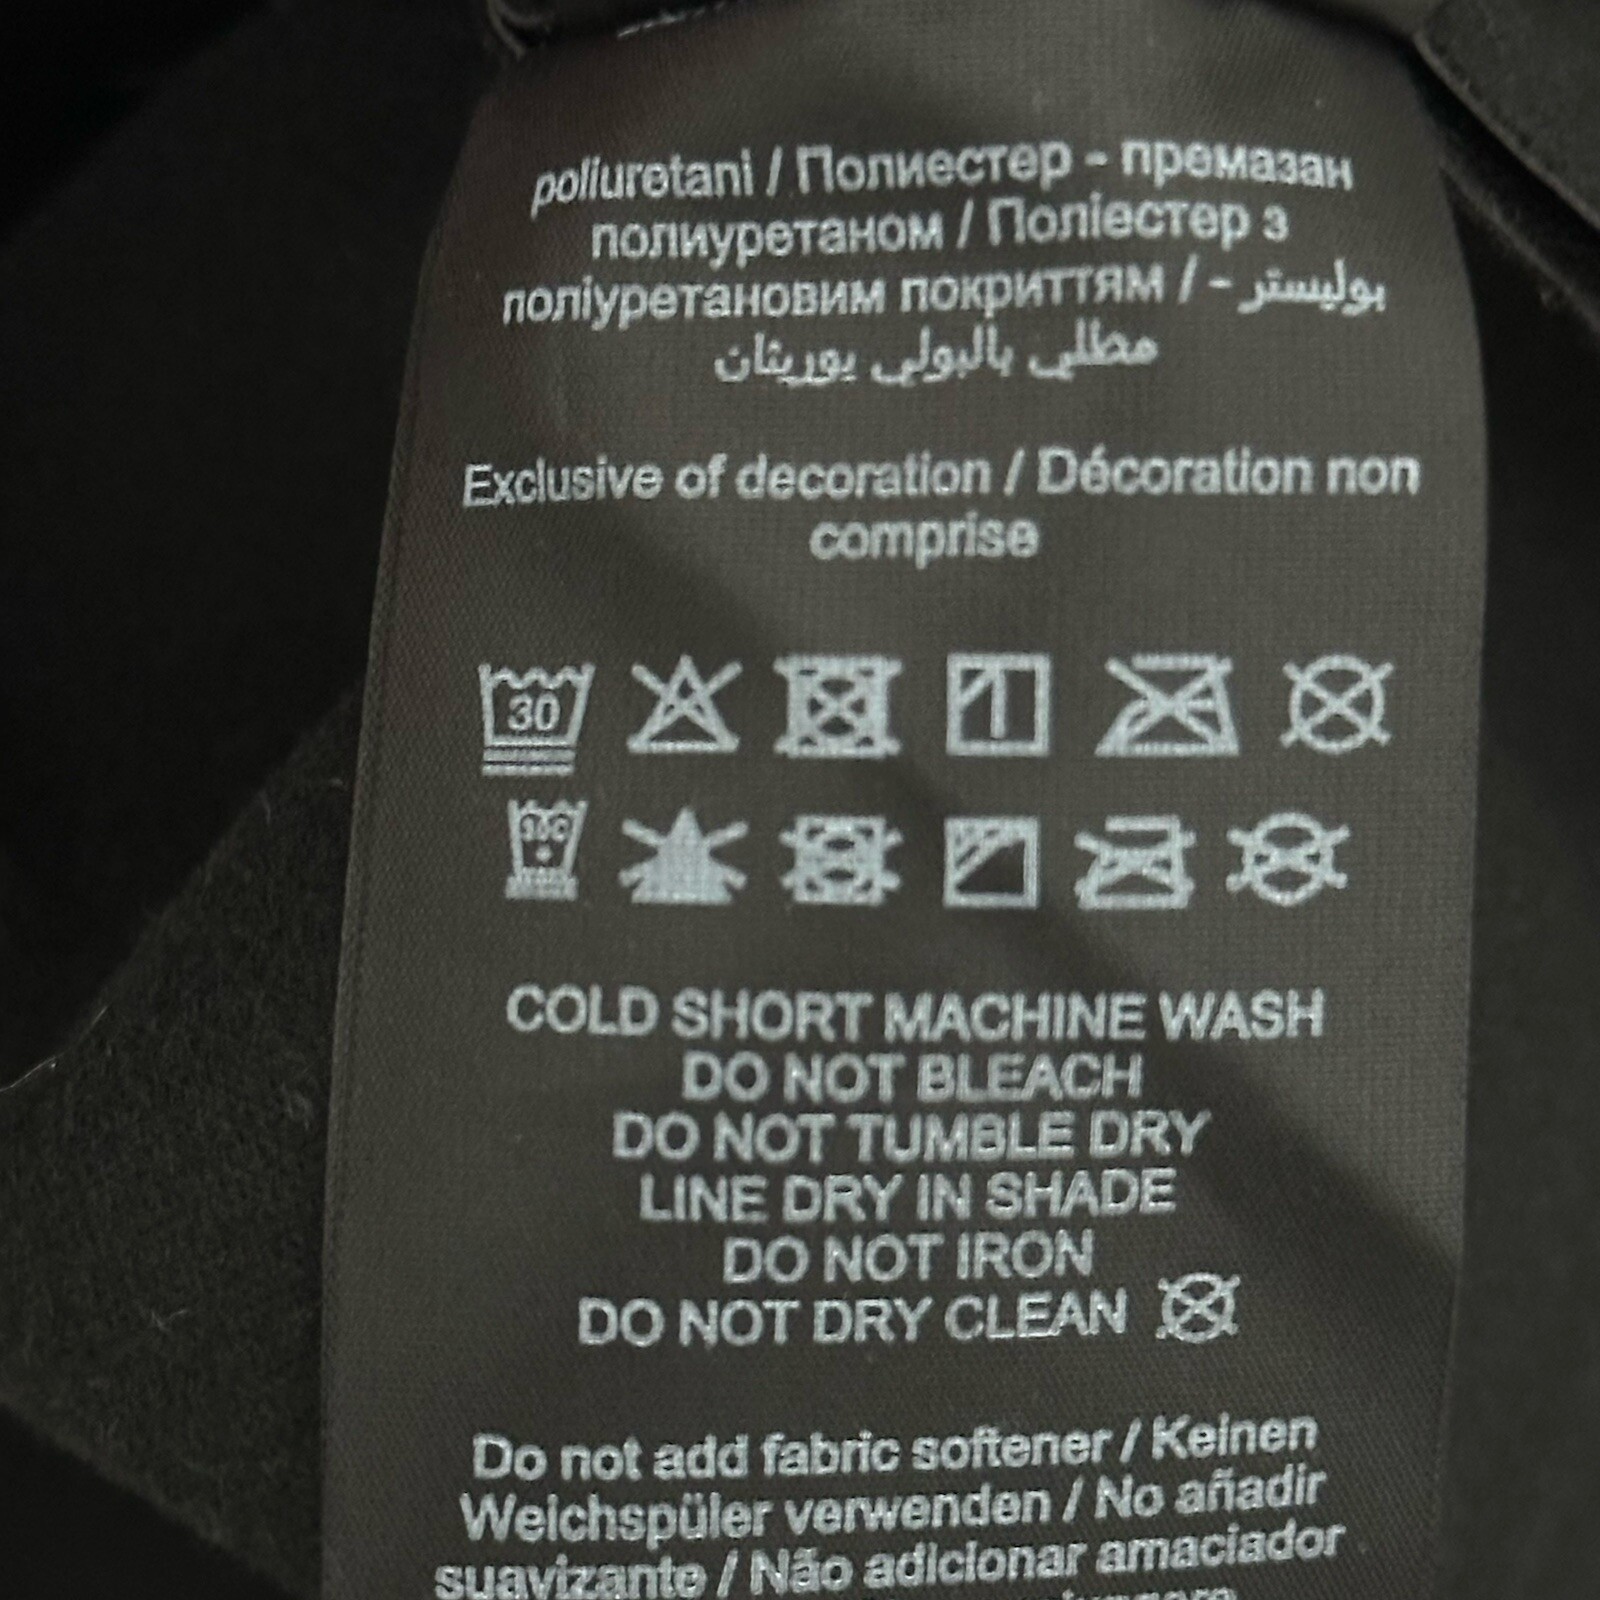 poliuretani / Полиестер - премазан
полиуретаном / Поліестер з
поліуретановим покриттям / - بوليستر
مطلي بالبولي يوريثان
Exclusive of decoration / Décoration non
comprise
30
COLD SHORT MACHINE WASH
DO NOT BLEACH
DO NOT TUMBLE DRY
LINE DRY IN SHADE
DO NOT IRON
DO NOT DRY CLEAN
Do not add fabric softener / Keinen
Weichspüler verwenden / No añadir
suavizante / Não adicionar amaciador